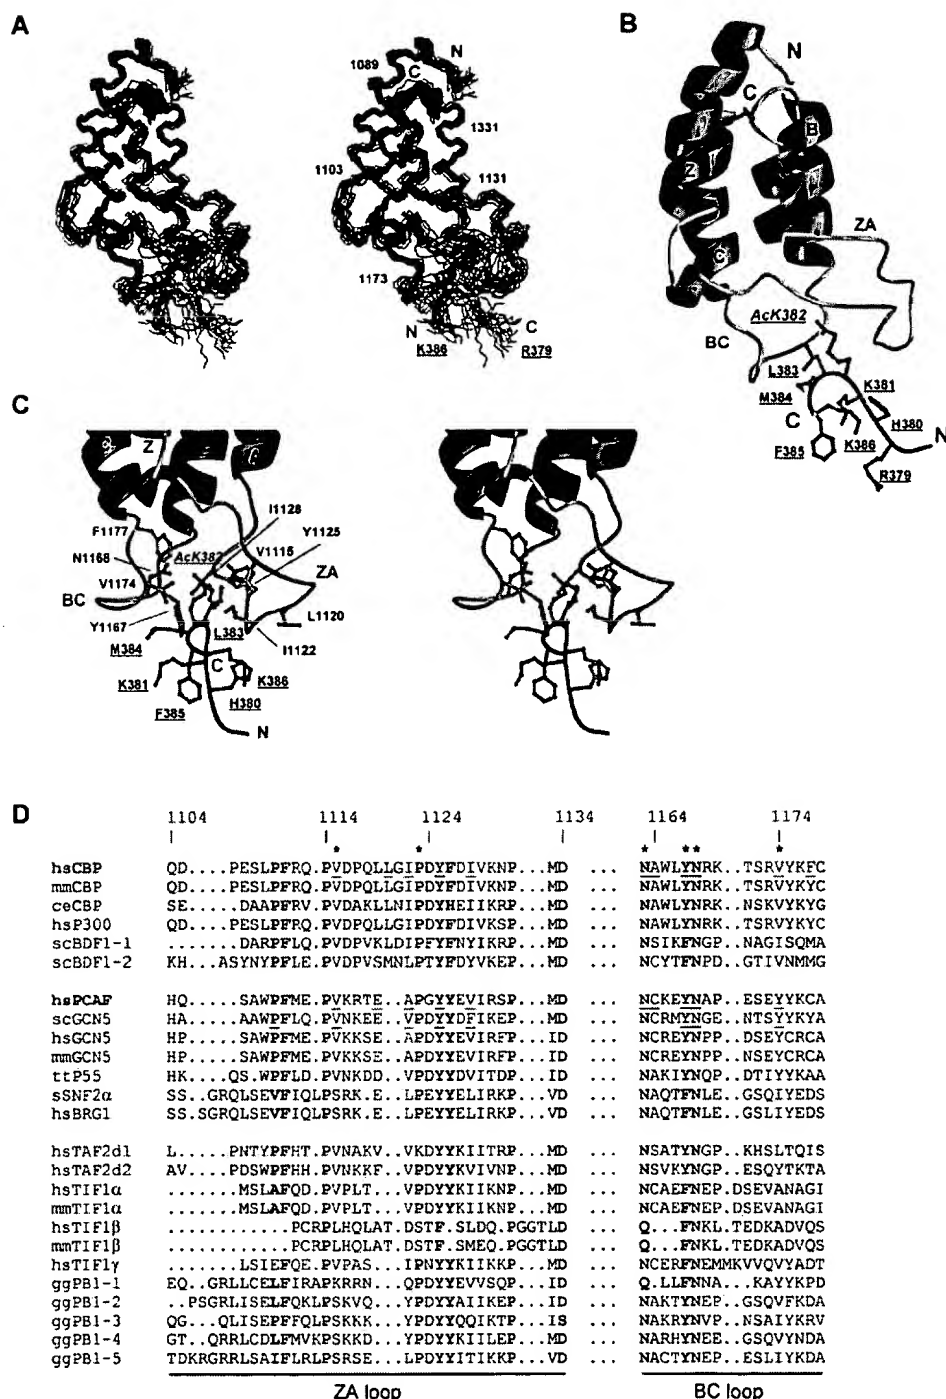 A
B
N
1089
C
1331
1103
1131
1173
N
K386
C
R379
N
C
B
Z
C
ZA
BC
AcK382
L383
M384
K381
C
H380
K386
F385
N
R379
C
Z
I1128
F1177
Y1125
AcK382
V1115
N1168
ZA
V1174
BC
L1120
Y1167
L383
I1122
M384
C
K381
K386
H380
F385
N
D
1104 1114 1124 1134 1164 1174
* * * ** *
hsCBP QD.....PESLPFRQ.PVDPQLLGIPDYFDIVKNP...MD ... NAWLYNRK..TSRVYKFC
mmCBP QD.....PESLPFRQ.PVDPQLLGIPDYFDIVKNP...MD ... NAWLYNRK..TSRVYKYC
ceCBP SE.....DAAPFRV.PVDAKLLNIPDYHEIIKRP...MD ... NAWLYNRK..NSKVYKYG
hsP300 QD.....PESLPFRQ.PVDPQLLGIPDYFDIVKSP...MD ... NAWLYNRK..TSRVYKYC
scBDF1-1 ........DARPFLQ.PVDPVKLDIPFYFNYIKRP...MD ... NSIKFNGP..NAGISQMA
scBDF1-2 KH...ASYNYPFLE.PVDPVSMNLPTYFDYVKEP...MD ... NCYTFNPD..GTIVNMMG
hsPCAF HQ......SAWPFME.PVKRTE..APGYYEVIRSP...MD ... NCKEYNAP..ESEYYKCA
scGCN5 HA......AAWPFLQ.PVNKEE..VPDYYDFIKEP...MD ... NCRMYNGE..NTSYYKYA
hsGCN5 HP......SAWPFME.PVKKSE..APDYYEVIRFP...ID ... NCREYNPP..DSEYCRCA
mmGCN5 HP......SAWPFME.PVKKSE..APDYYEVIRFP...ID ... NCREYNPP..DSEYCRCA
ttP55 HK....QS.WPFLD.PVNKDD..VPDYYDVITDP...ID ... NAKIYNQP..DTIYYKAA
sSNF2α SS..GRQLSEVFIQLPSRK...ELPEYYELIRKP...VD ... NAQTFNLE..GSQIYEDS
hsBRG1 SS.SGRQLSEVFIQLPSRK...ELPEYYELIRKP...VD ... NAQTFNLE..GSLIYEDS
hsTAF2d1 L.......PNTYPFHT.PVNAKV..VKDYYKIITRP...MD ... NSATYNGP..KHSLTQIS
hsTAF2d2 AV......PDSWPFHH.PVNKKF..VPDYYKVIVNP...MD ... NSVKYNGP..ESQYTKTA
hsTIF1α ........MSLAFQD.PVPLT...VPDYYKIIKNP...MD ... NCAEFNEP.DSEVANAGI
mmTIF1α ........MSLAFQD.PVPLT...VPDYYKIIKNP...MD ... NCAEFNEP.DSEVANAGI
hsTIF1β ............PCRPLHQLAT.DSTF.SLDQ.PGGTLD ... Q...FNKL.TEDKADVQS
mmTIF1β ............PCRPLHQLAT.DSTF.SMEQ.PGGTLD ... Q...FNKL.TEDKADVQS
hsTIF1γ ........LSIEFQE.PVPAS...IPNYYKIIKKP...MD ... NCERFNEMMKVVQVYADT
ggPB1-1 EQ..GRLLCELFIRAPKRRN...QPDYYEVVSQP...ID ... Q.LLFNNA...KAYYKPD
ggPB1-2 ..PSGRLISELFQKLPSKVQ...YPDYYAIIKEP...ID ... NAKTYNEP..GSQVFKDA
ggPB1-3 QG...QLISEPFFQLPSKKK...YPDYYQQIKTP...IS ... NAKRYNVP..NSAIYKRV
ggPB1-4 GT..QRRLCDLFMVKPSKKD...YPDYYKIILEP...MD ... NARHYNEE..GSQVYNDA
ggPB1-5 TDKRGRRLSAIFLRLPSRSE...LPDYYITIKKP...MD ... NACTYNEP..ESLIYKDA
ZA loop BC loop